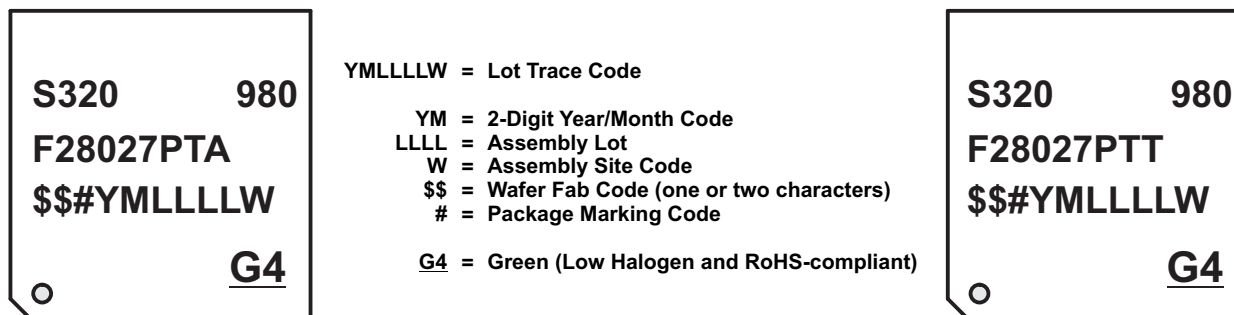 S320 980
F28027PTA
$$#YMLLLLW
G4
YMLLLLW = Lot Trace Code
YM = 2-Digit Year/Month Code
LLLL = Assembly Lot
W = Assembly Site Code
$$ = Wafer Fab Code (one or two characters)
# = Package Marking Code
G4 = Green (Low Halogen and RoHS-compliant)
S320 980
F28027PTT
$$#YMLLLLW
G4